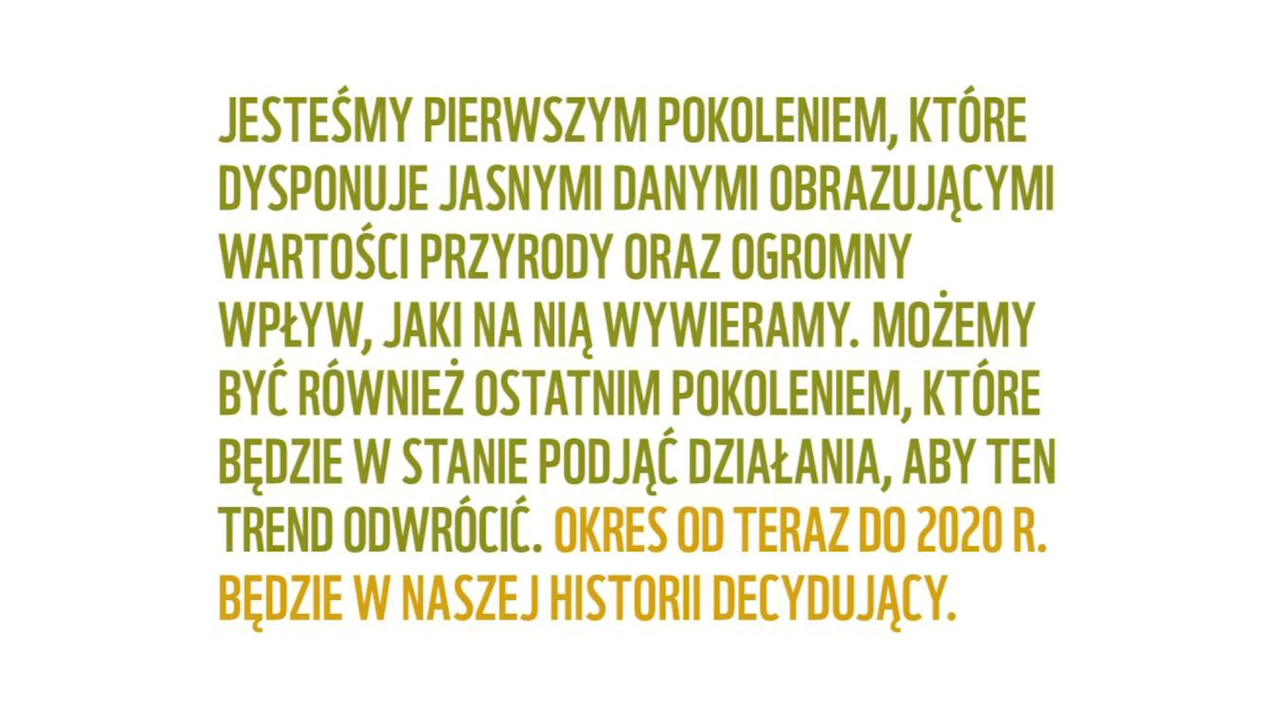 JESTEŚMY PIERWSZYM POKOLENIEM, KTÓRE
DYSPONUJE JASNYMI DANYMI OBRAZUJĄCYMI
WARTOŚCI PRZYRODY ORAZ OGROMNY
WPŁYW, JAKI NA NIĄ WYWIERAMY. MOŻEMY
BYĆ RÓWNIEŻ OSTATNIM POKOLENIEM, KTÓRE
BĘDZIE W STANIE PODJĄĆ DZIAŁANIA, ABY TEN
TREND ODWRÓCIĆ. OKRES OD TERAZ DO 2020 R.
BĘDZIE W NASZEJ HISTORII DECYDUJĄCY.